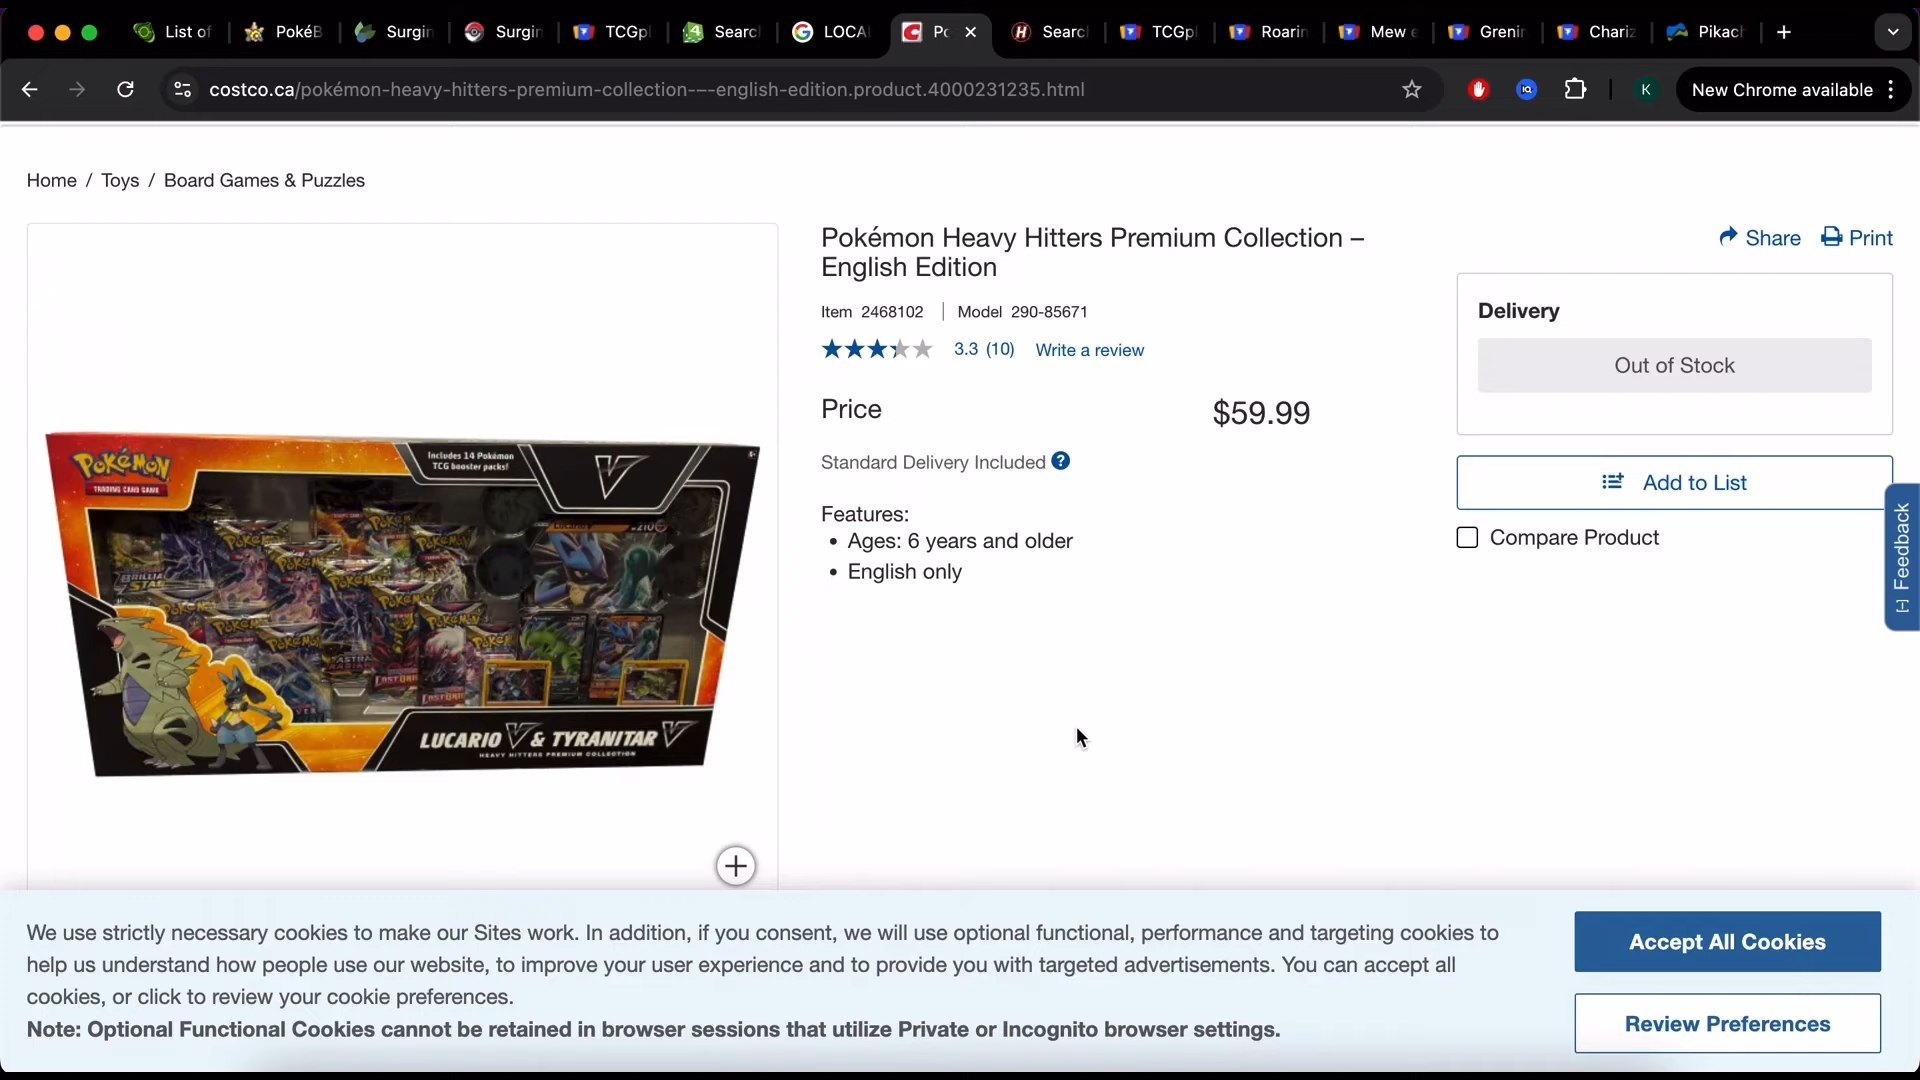 List of
PokéB
Surgin
Surgin
TCGpl
Searc
LOCA
Po
Searc
TCGpl
Roarin
Mew e
Grenin
Chariz
Pikach
costco.ca/pokémon-heavy-hitters-premium-collection-–-english-edition.product.4000231235.html
K
New Chrome available
Home / Toys / Board Games & Puzzles
Pokémon Heavy Hitters Premium Collection –
English Edition
Item 2468102 | Model 290-85671
3.3 (10) Write a review
Price $59.99
Standard Delivery Included ?
Features:
• Ages: 6 years and older
• English only
Share Print
Delivery
Out of Stock
Add to List
Compare Product
[-] Feedback
Pokémon
TRADING CARD GAME
Includes 14 Pokémon
TCG booster packs!
V
LUCARIO V & TYRANITAR V
HEAVY HITTERS PREMIUM COLLECTION
We use strictly necessary cookies to make our Sites work. In addition, if you consent, we will use optional functional, performance and targeting cookies to
help us understand how people use our website, to improve your user experience and to provide you with targeted advertisements. You can accept all
cookies, or click to review your cookie preferences.
Note: Optional Functional Cookies cannot be retained in browser sessions that utilize Private or Incognito browser settings.
Accept All Cookies
Review Preferences